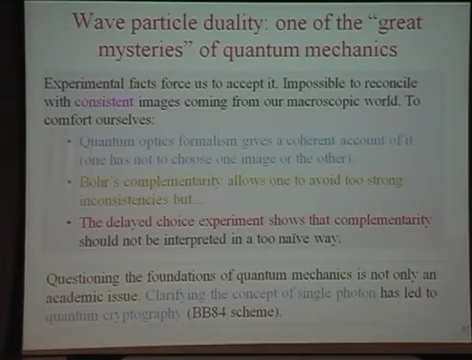 Wave particle duality: one of the “great
mysteries” of quantum mechanics
Experimental facts force us to accept it. Impossible to reconcile
with consistent images coming from our macroscopic world. To
comfort ourselves:
• Quantum optics formalism gives a coherent account of it
(one has not to choose one image or the other).
• Bohr's complementarity allows one to avoid too strong
inconsistencies but...
• The delayed choice experiment shows that complementarity
should not be interpreted in a too naïve way.
Questioning the foundations of quantum mechanics is not only an
academic issue. Clarifying the concept of single photon has led to
quantum cryptography (BB84 scheme).